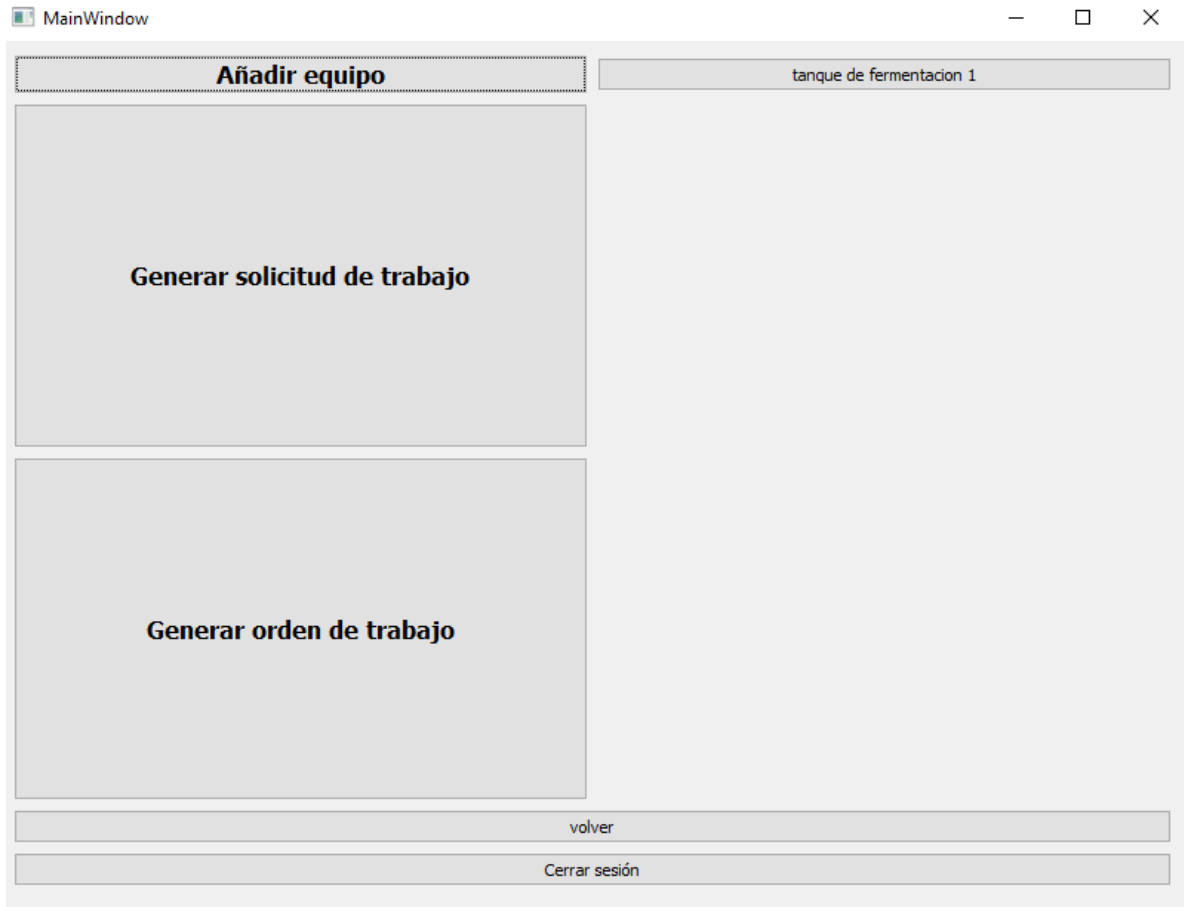 MainWindow
Añadir equipo
tanque de fermentacion 1
Generar solicitud de trabajo
Generar orden de trabajo
volver
Cerrar sesión